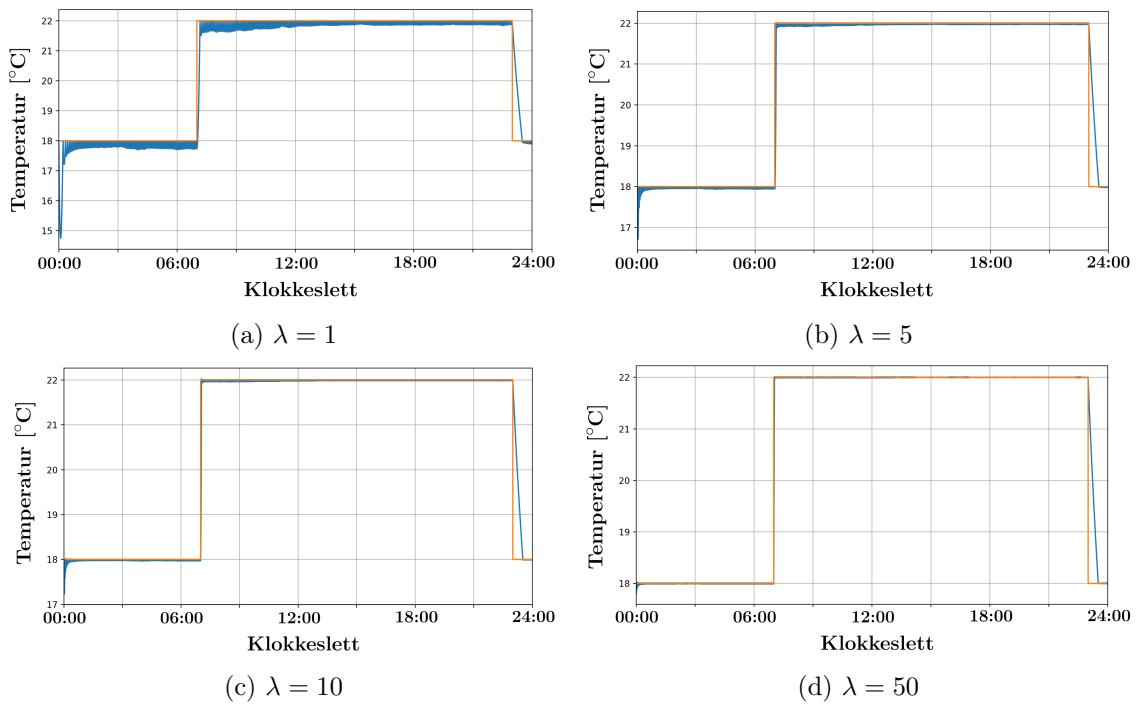 Temperatur [°C]
22
21
20
19
18
17
16
15
00:00 06:00 12:00 18:00 24:00
Klokkeslett
(a) λ = 1
Temperatur [°C]
22
21
20
19
18
17
00:00 06:00 12:00 18:00 24:00
Klokkeslett
(b) λ = 5
Temperatur [°C]
22
21
20
19
18
17
00:00 06:00 12:00 18:00 24:00
Klokkeslett
(c) λ = 10
Temperatur [°C]
22
21
20
19
18
00:00 06:00 12:00 18:00 24:00
Klokkeslett
(d) λ = 50